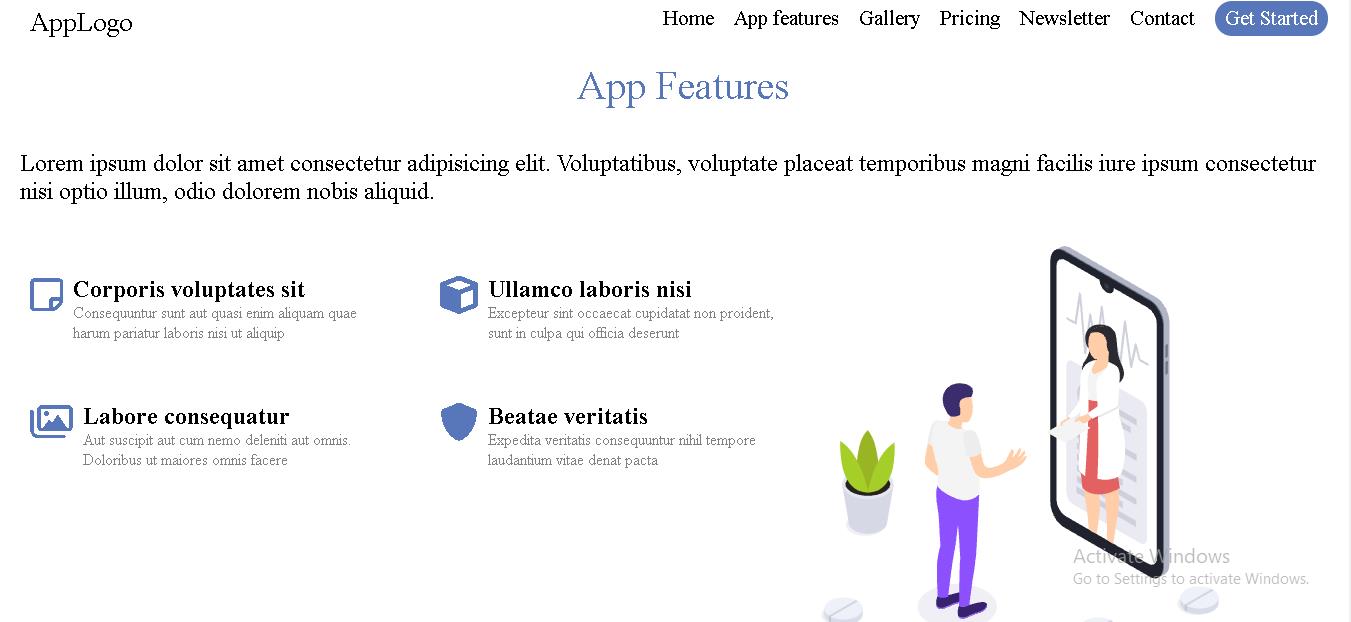 AppLogo
Home App features Gallery Pricing Newsletter Contact Get Started
App Features
Lorem ipsum dolor sit amet consectetur adipisicing elit. Voluptatibus, voluptate placeat temporibus magni facilis iure ipsum consectetur
nisi optio illum, odio dolorem nobis aliquid.
Corporis voluptates sit
Consequuntur sunt aut quasi enim aliquam quae
harum pariatur laboris nisi ut aliquip
Ullamco laboris nisi
Excepteur sint occaecat cupidatat non proident,
sunt in culpa qui officia deserunt
Labore consequatur
Aut suscipit aut cum nemo deleniti aut omnis.
Doloribus ut maiores omnis facere
Beatae veritatis
Expedita veritatis consequuntur nihil tempore
laudantium vitae denat pacta
Activate Windows
Go to Settings to activate Windows.